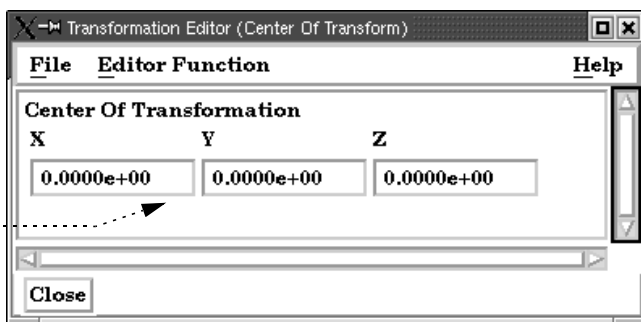 Transformation Editor (Center Of Transform)
File Editor Function Help
Center Of Transformation
X Y Z
0.0000e+00 0.0000e+00 0.0000e+00
Close